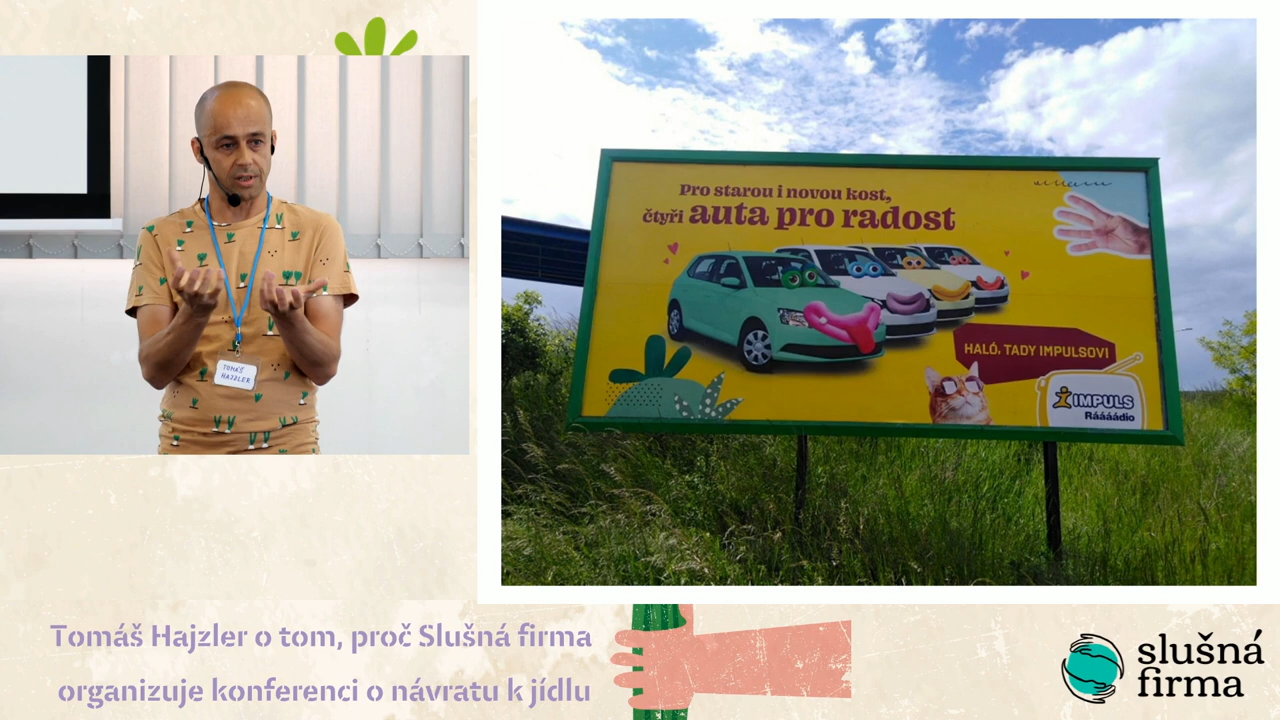 TOMÁŠ
HAJZLER
Pro starou i novou kost,
čtyři auta pro radost
HALÓ, TADY IMPULSOVI
IMPULS
Ráááádio
Tomáš Hajzler o tom, proč Slušná firma
organizuje konferenci o návratu k jídlu
slušná
firma